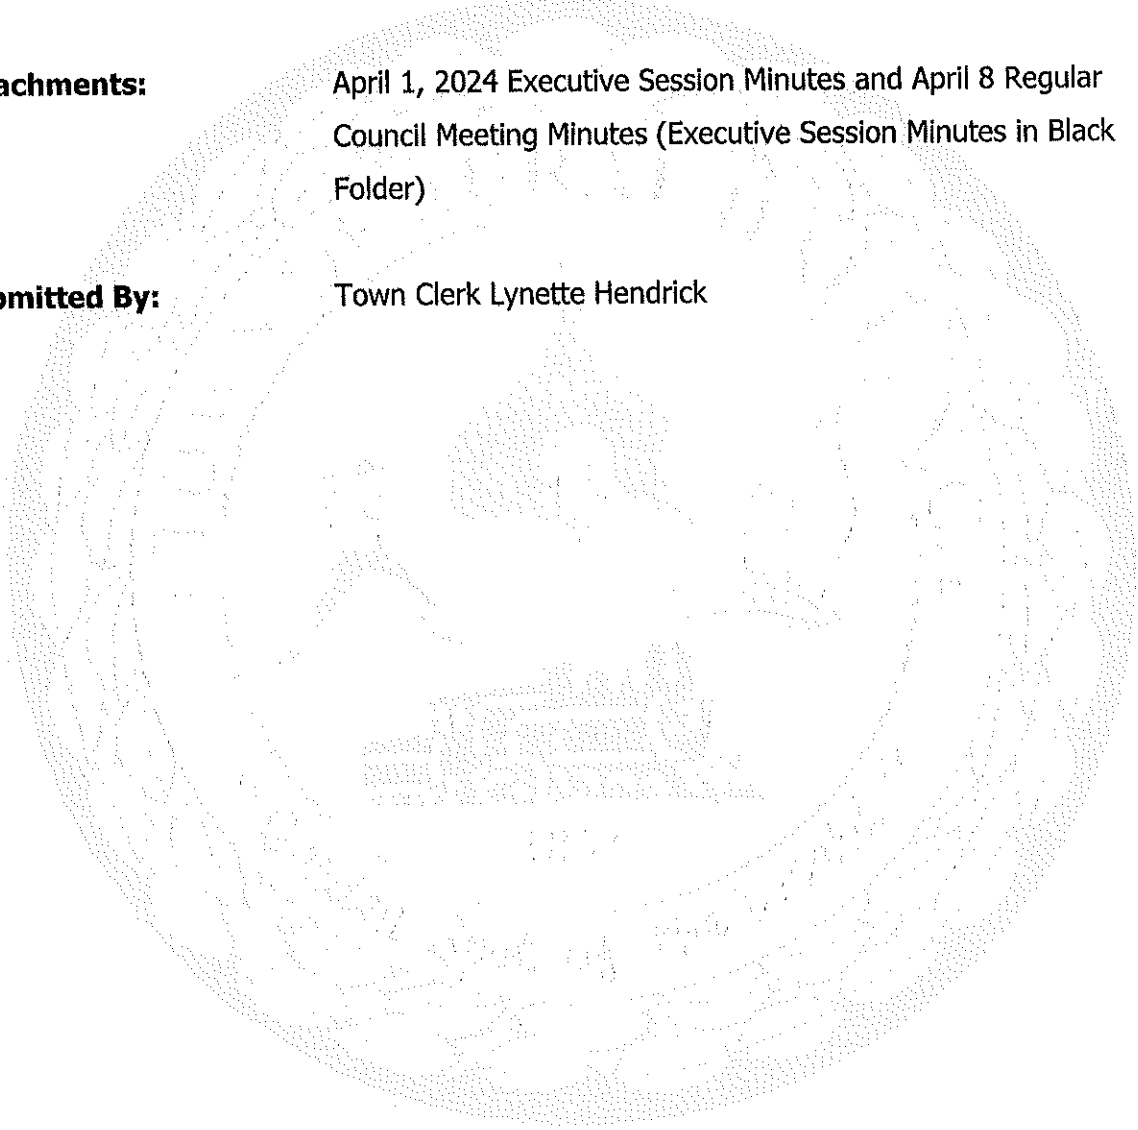 achments: April 1, 2024 Executive Session Minutes and April 8 Regular
Council Meeting Minutes (Executive Session Minutes in Black
Folder)
omitted By: Town Clerk Lynette Hendrick